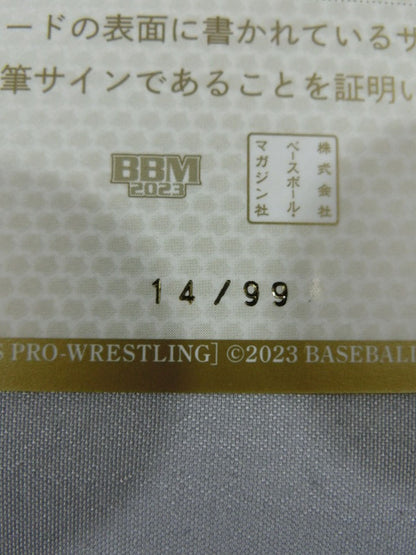 ードの表面に書かれているサ
筆サインであることを証明い
BBM
2023
株式会社
ベースボール・
マガジン社
14/99
S PRO-WRESTLING] ©2023 BASEBALL